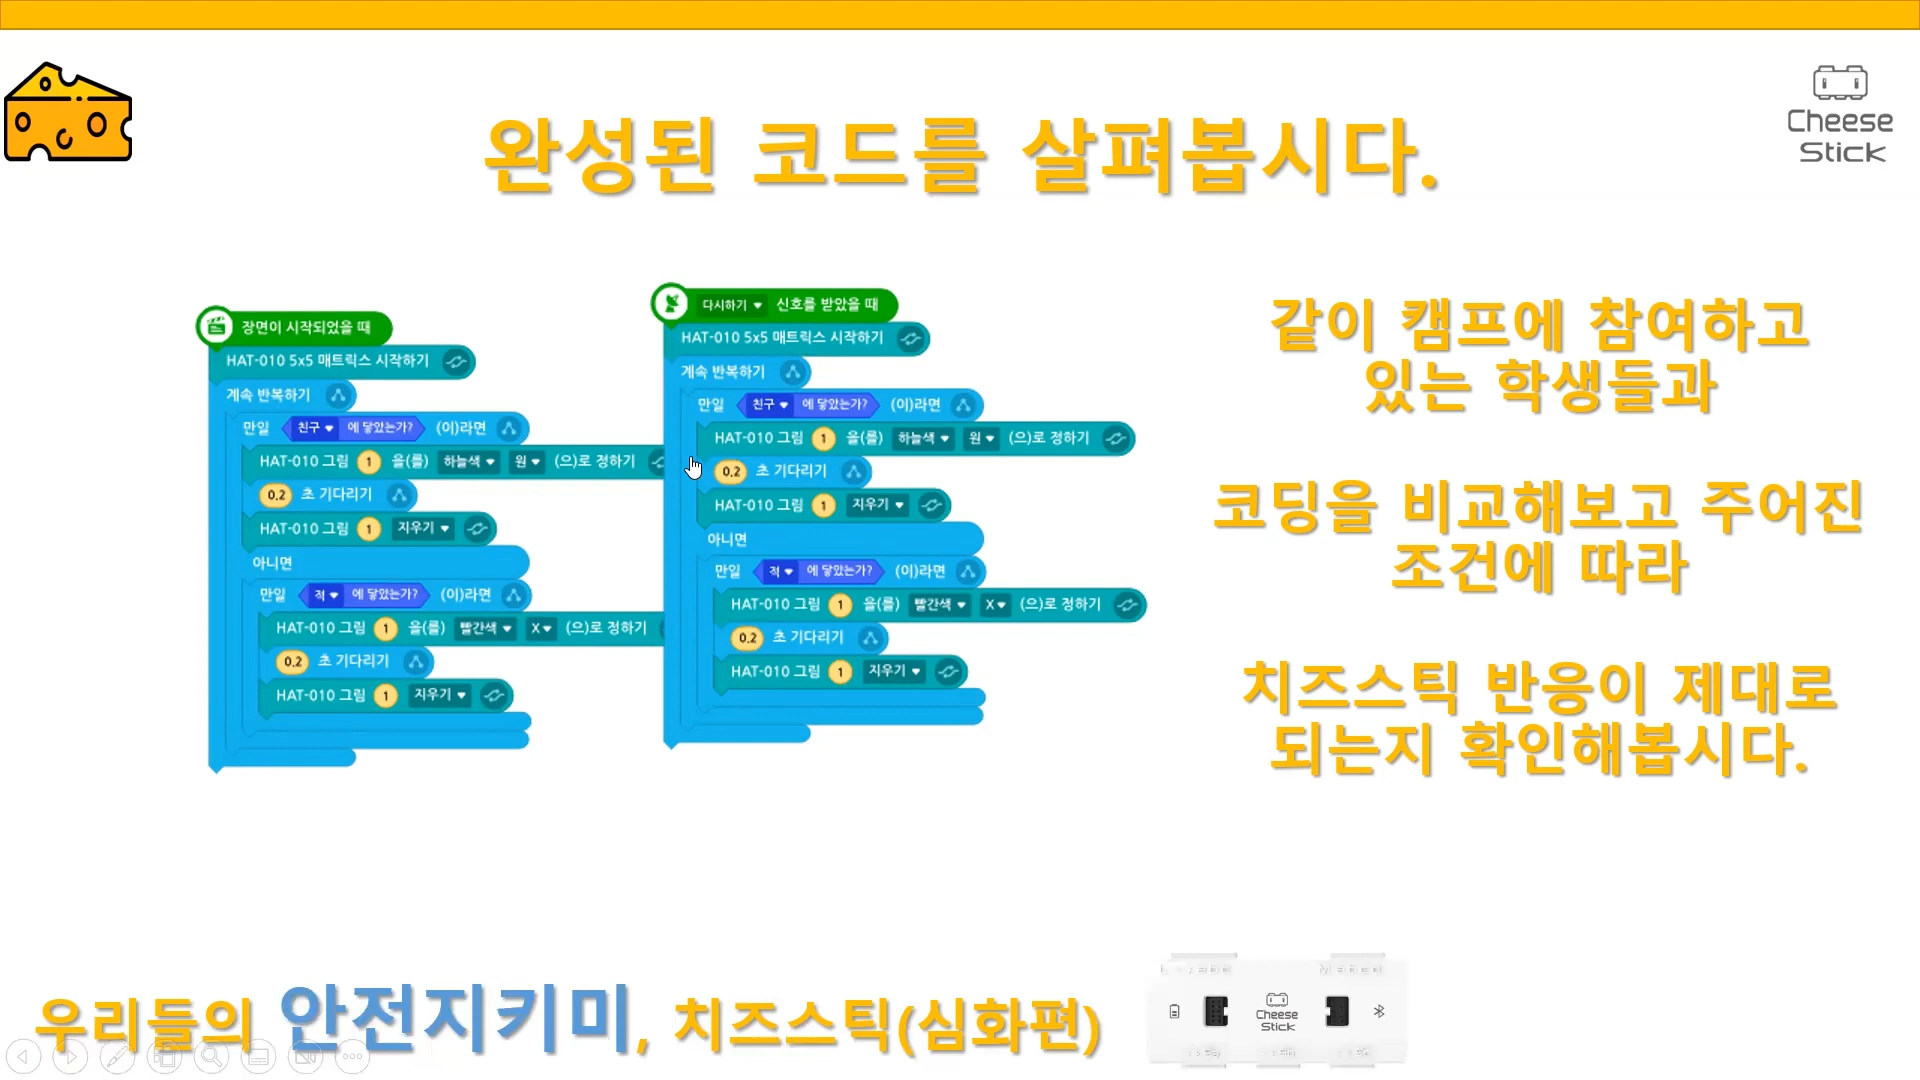 완성된 코드를 살펴봅시다.
Cheese
Stick
장면이 시작되었을 때
HAT-010 5x5 매트릭스 시작하기
계속 반복하기
만일 친구 에 닿았는가? (이)라면
HAT-010 그림 1 을(를) 하늘색 원 (으)로 정하기
0.2 초 기다리기
HAT-010 그림 1 지우기
아니면
만일 적 에 닿았는가? (이)라면
HAT-010 그림 1 을(를) 빨간색 X (으)로 정하기
0.2 초 기다리기
HAT-010 그림 1 지우기
다시하기 신호를 받았을 때
HAT-010 5x5 매트릭스 시작하기
계속 반복하기
만일 친구 에 닿았는가? (이)라면
HAT-010 그림 1 을(를) 하늘색 원 (으)로 정하기
0.2 초 기다리기
HAT-010 그림 1 지우기
아니면
만일 적 에 닿았는가? (이)라면
HAT-010 그림 1 을(를) 빨간색 X (으)로 정하기
0.2 초 기다리기
HAT-010 그림 1 지우기
같이 캠프에 참여하고
있는 학생들과
코딩을 비교해보고 주어진
조건에 따라
치즈스틱 반응이 제대로
되는지 확인해봅시다.
우리들의 안전지키미, 치즈스틱(심화편)
Cheese
Stick